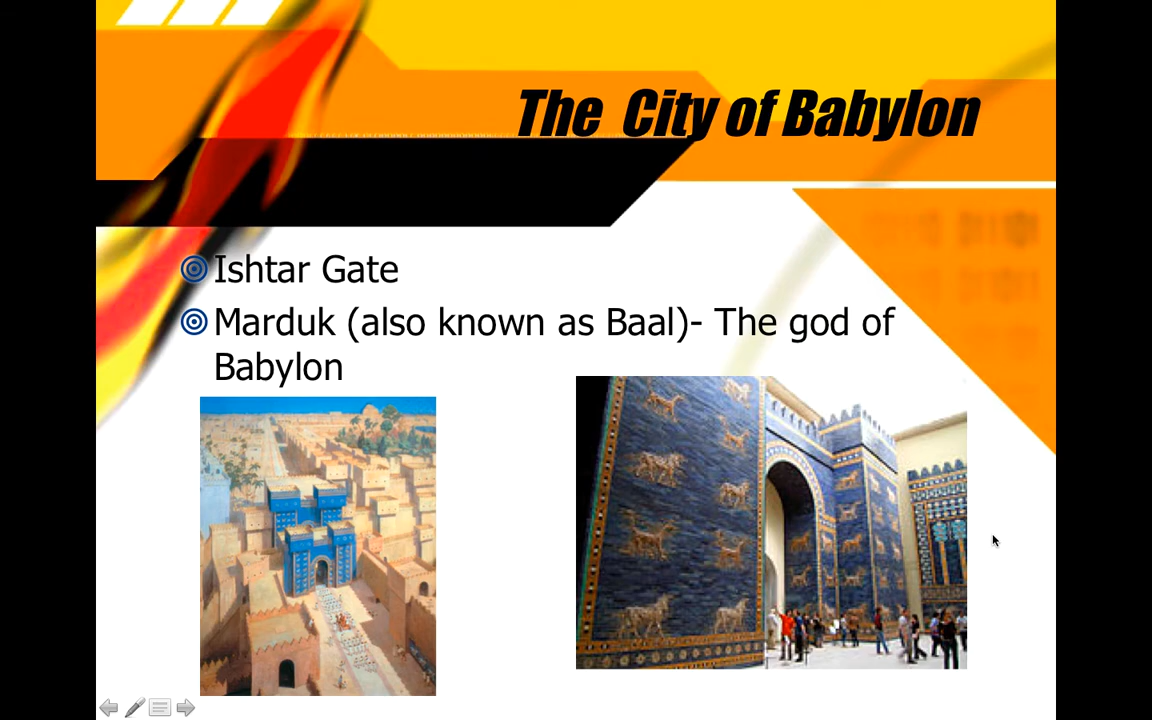 The City of Babylon
Ishtar Gate
Marduk (also known as Baal)- The god of
Babylon